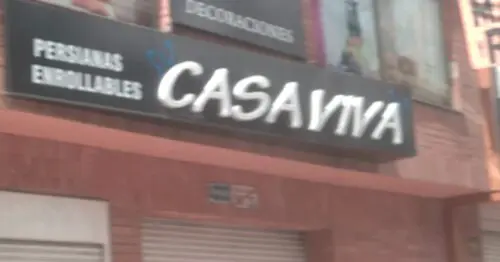 DECORACIONES
PERSIANAS
ENROLLABLES
CASAVIVA